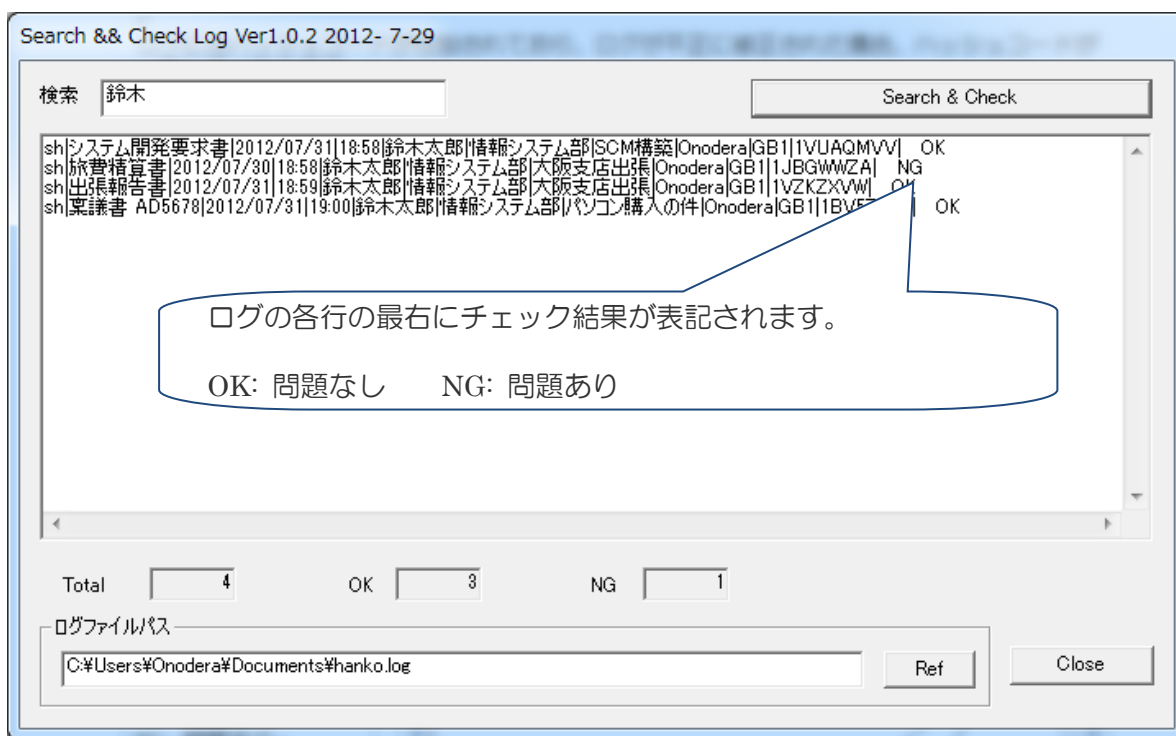 Search && Check Log Ver1.0.2 2012- 7-29
検索 鈴木 Search & Check
sh|システム開発要求書|2012/07/31|18:58|鈴木太郎|情報システム部|SCM構築|Onodera|GB1|1VUAQMVV| OK
sh|旅費精算書|2012/07/30|18:58|鈴木太郎|情報システム部|大阪支店出張|Onodera|GB1|1JBGWWZA| NG
sh|出張報告書|2012/07/31|18:59|鈴木太郎|情報システム部|大阪支店出張|Onodera|GB1|1VZKZXVW| OK
sh|稟議書 AD5678|2012/07/31|19:00|鈴木太郎|情報システム部|パソコン購入の件|Onodera|GB1| OK
ログの各行の最右にチェック結果が表記されます。
OK: 問題なし NG: 問題あり
Total 4 OK 3 NG 1
ログファイルパス
C:¥Users¥Onodera¥Documents¥hanko.log Ref Close